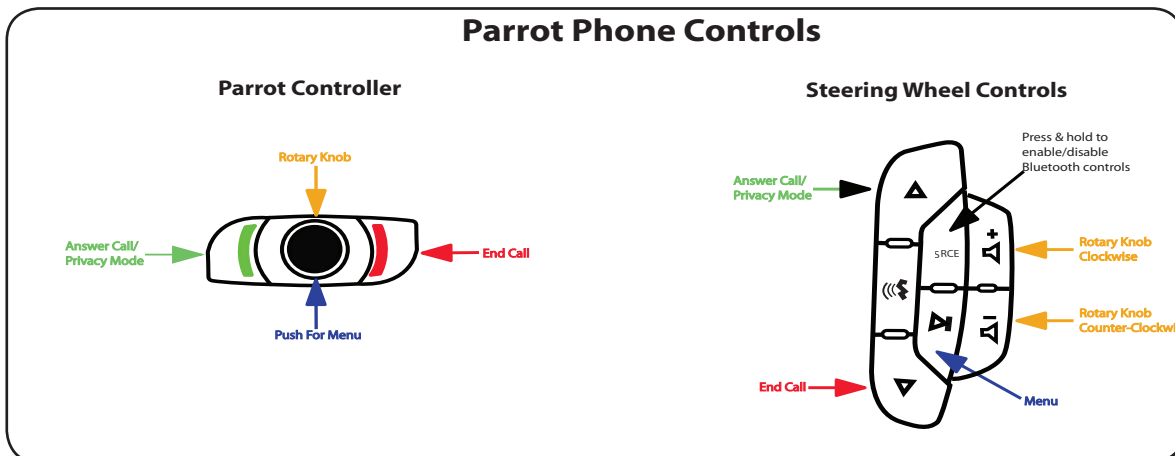 Parrot Phone Controls
Parrot Controller
Rotary Knob
Answer Call/
Privacy Mode
End Call
Push For Menu
Steering Wheel Controls
Press & hold to
enable/disable
Bluetooth controls
Answer Call/
Privacy Mode
SRCE
+
Rotary Knob
Clockwise
–
Rotary Knob
Counter-Clockwi
End Call
Menu